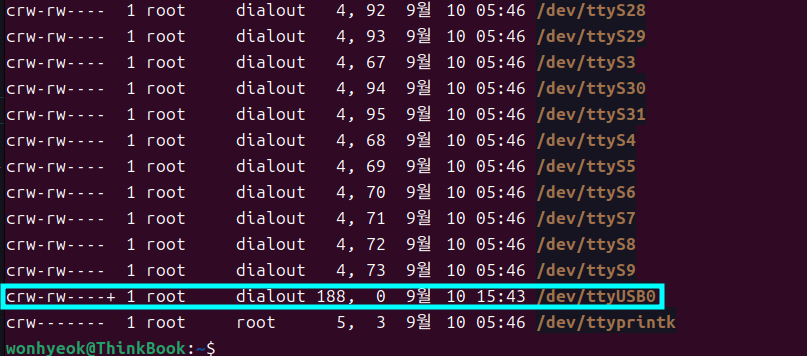 crw-rw---- 1 root dialout 4, 92 9월 10 05:46 /dev/ttyS28
crw-rw---- 1 root dialout 4, 93 9월 10 05:46 /dev/ttyS29
crw-rw---- 1 root dialout 4, 67 9월 10 05:46 /dev/ttyS3
crw-rw---- 1 root dialout 4, 94 9월 10 05:46 /dev/ttyS30
crw-rw---- 1 root dialout 4, 95 9월 10 05:46 /dev/ttyS31
crw-rw---- 1 root dialout 4, 68 9월 10 05:46 /dev/ttyS4
crw-rw---- 1 root dialout 4, 69 9월 10 05:46 /dev/ttyS5
crw-rw---- 1 root dialout 4, 70 9월 10 05:46 /dev/ttyS6
crw-rw---- 1 root dialout 4, 71 9월 10 05:46 /dev/ttyS7
crw-rw---- 1 root dialout 4, 72 9월 10 05:46 /dev/ttyS8
crw-rw---- 1 root dialout 4, 73 9월 10 05:46 /dev/ttyS9
crw-rw----+ 1 root dialout 188, 0 9월 10 15:43 /dev/ttyUSB0
crw------- 1 root root 5, 3 9월 10 05:46 /dev/ttyprintk
wonhyeok@ThinkBook:~$